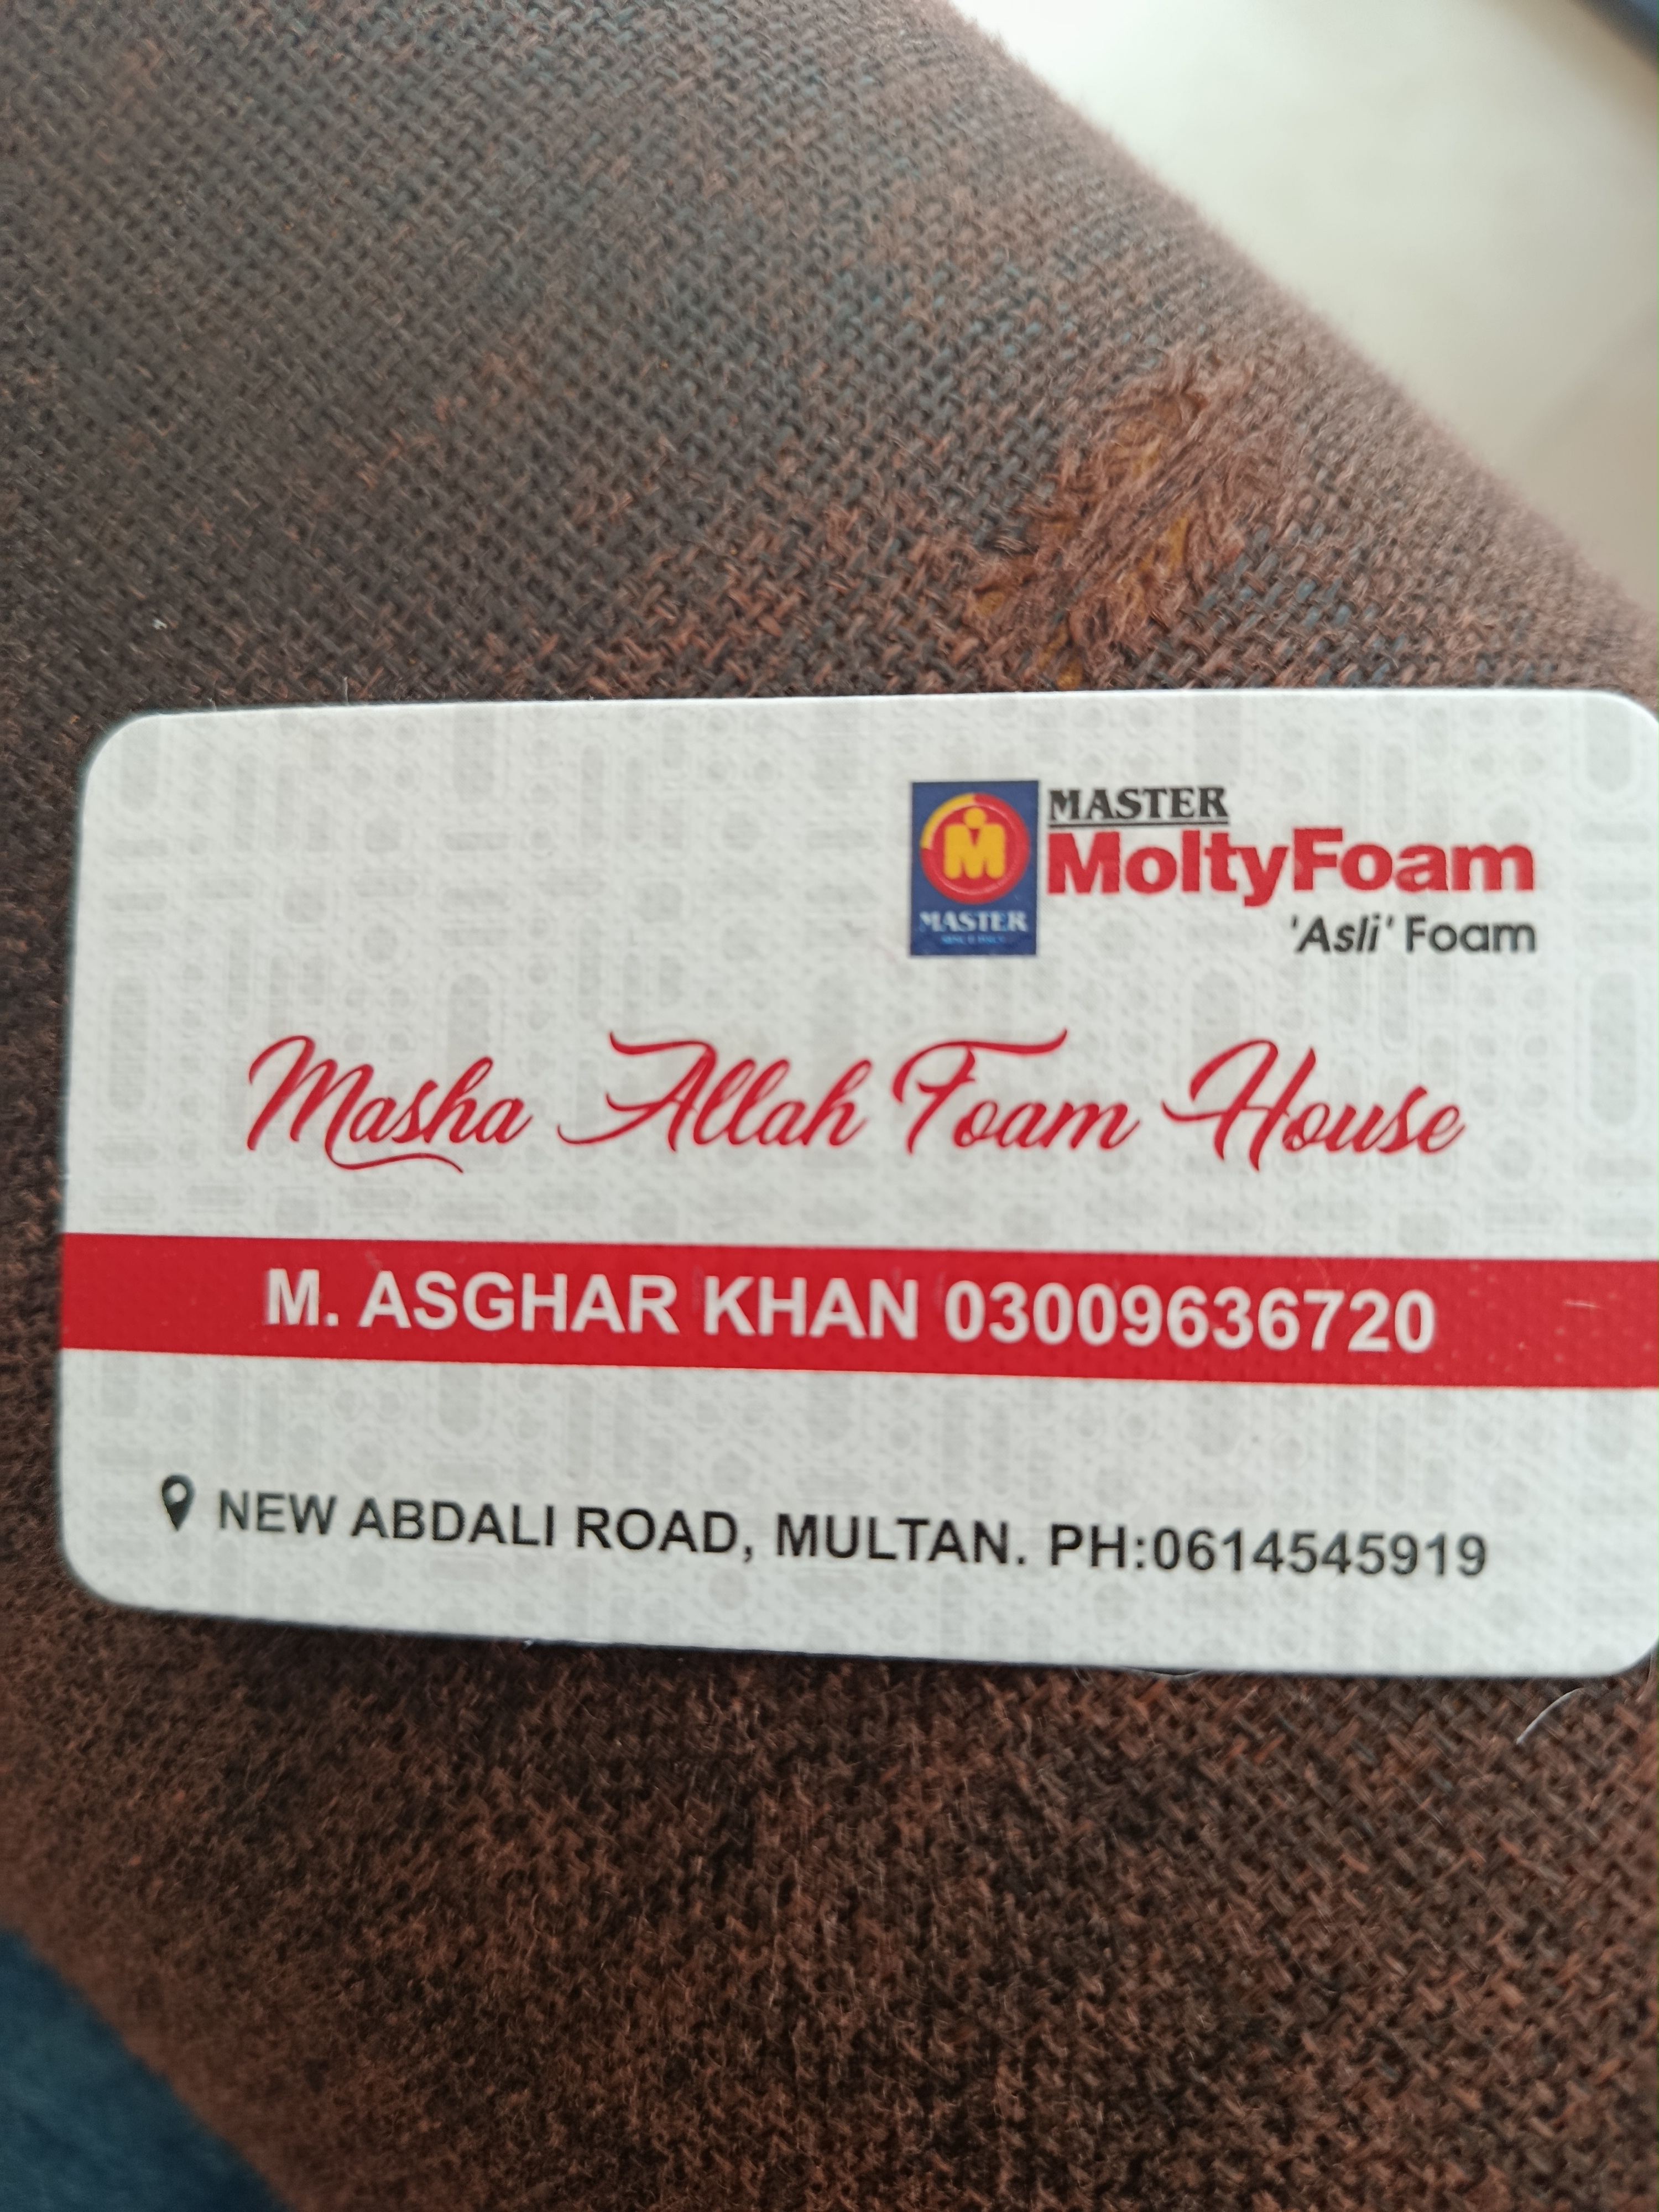 MASTER
MoltyFoam
'Asli' Foam
MASTER
Masha Allah Foam House
M. ASGHAR KHAN 03009636720
NEW ABDALI ROAD, MULTAN. PH:0614545919